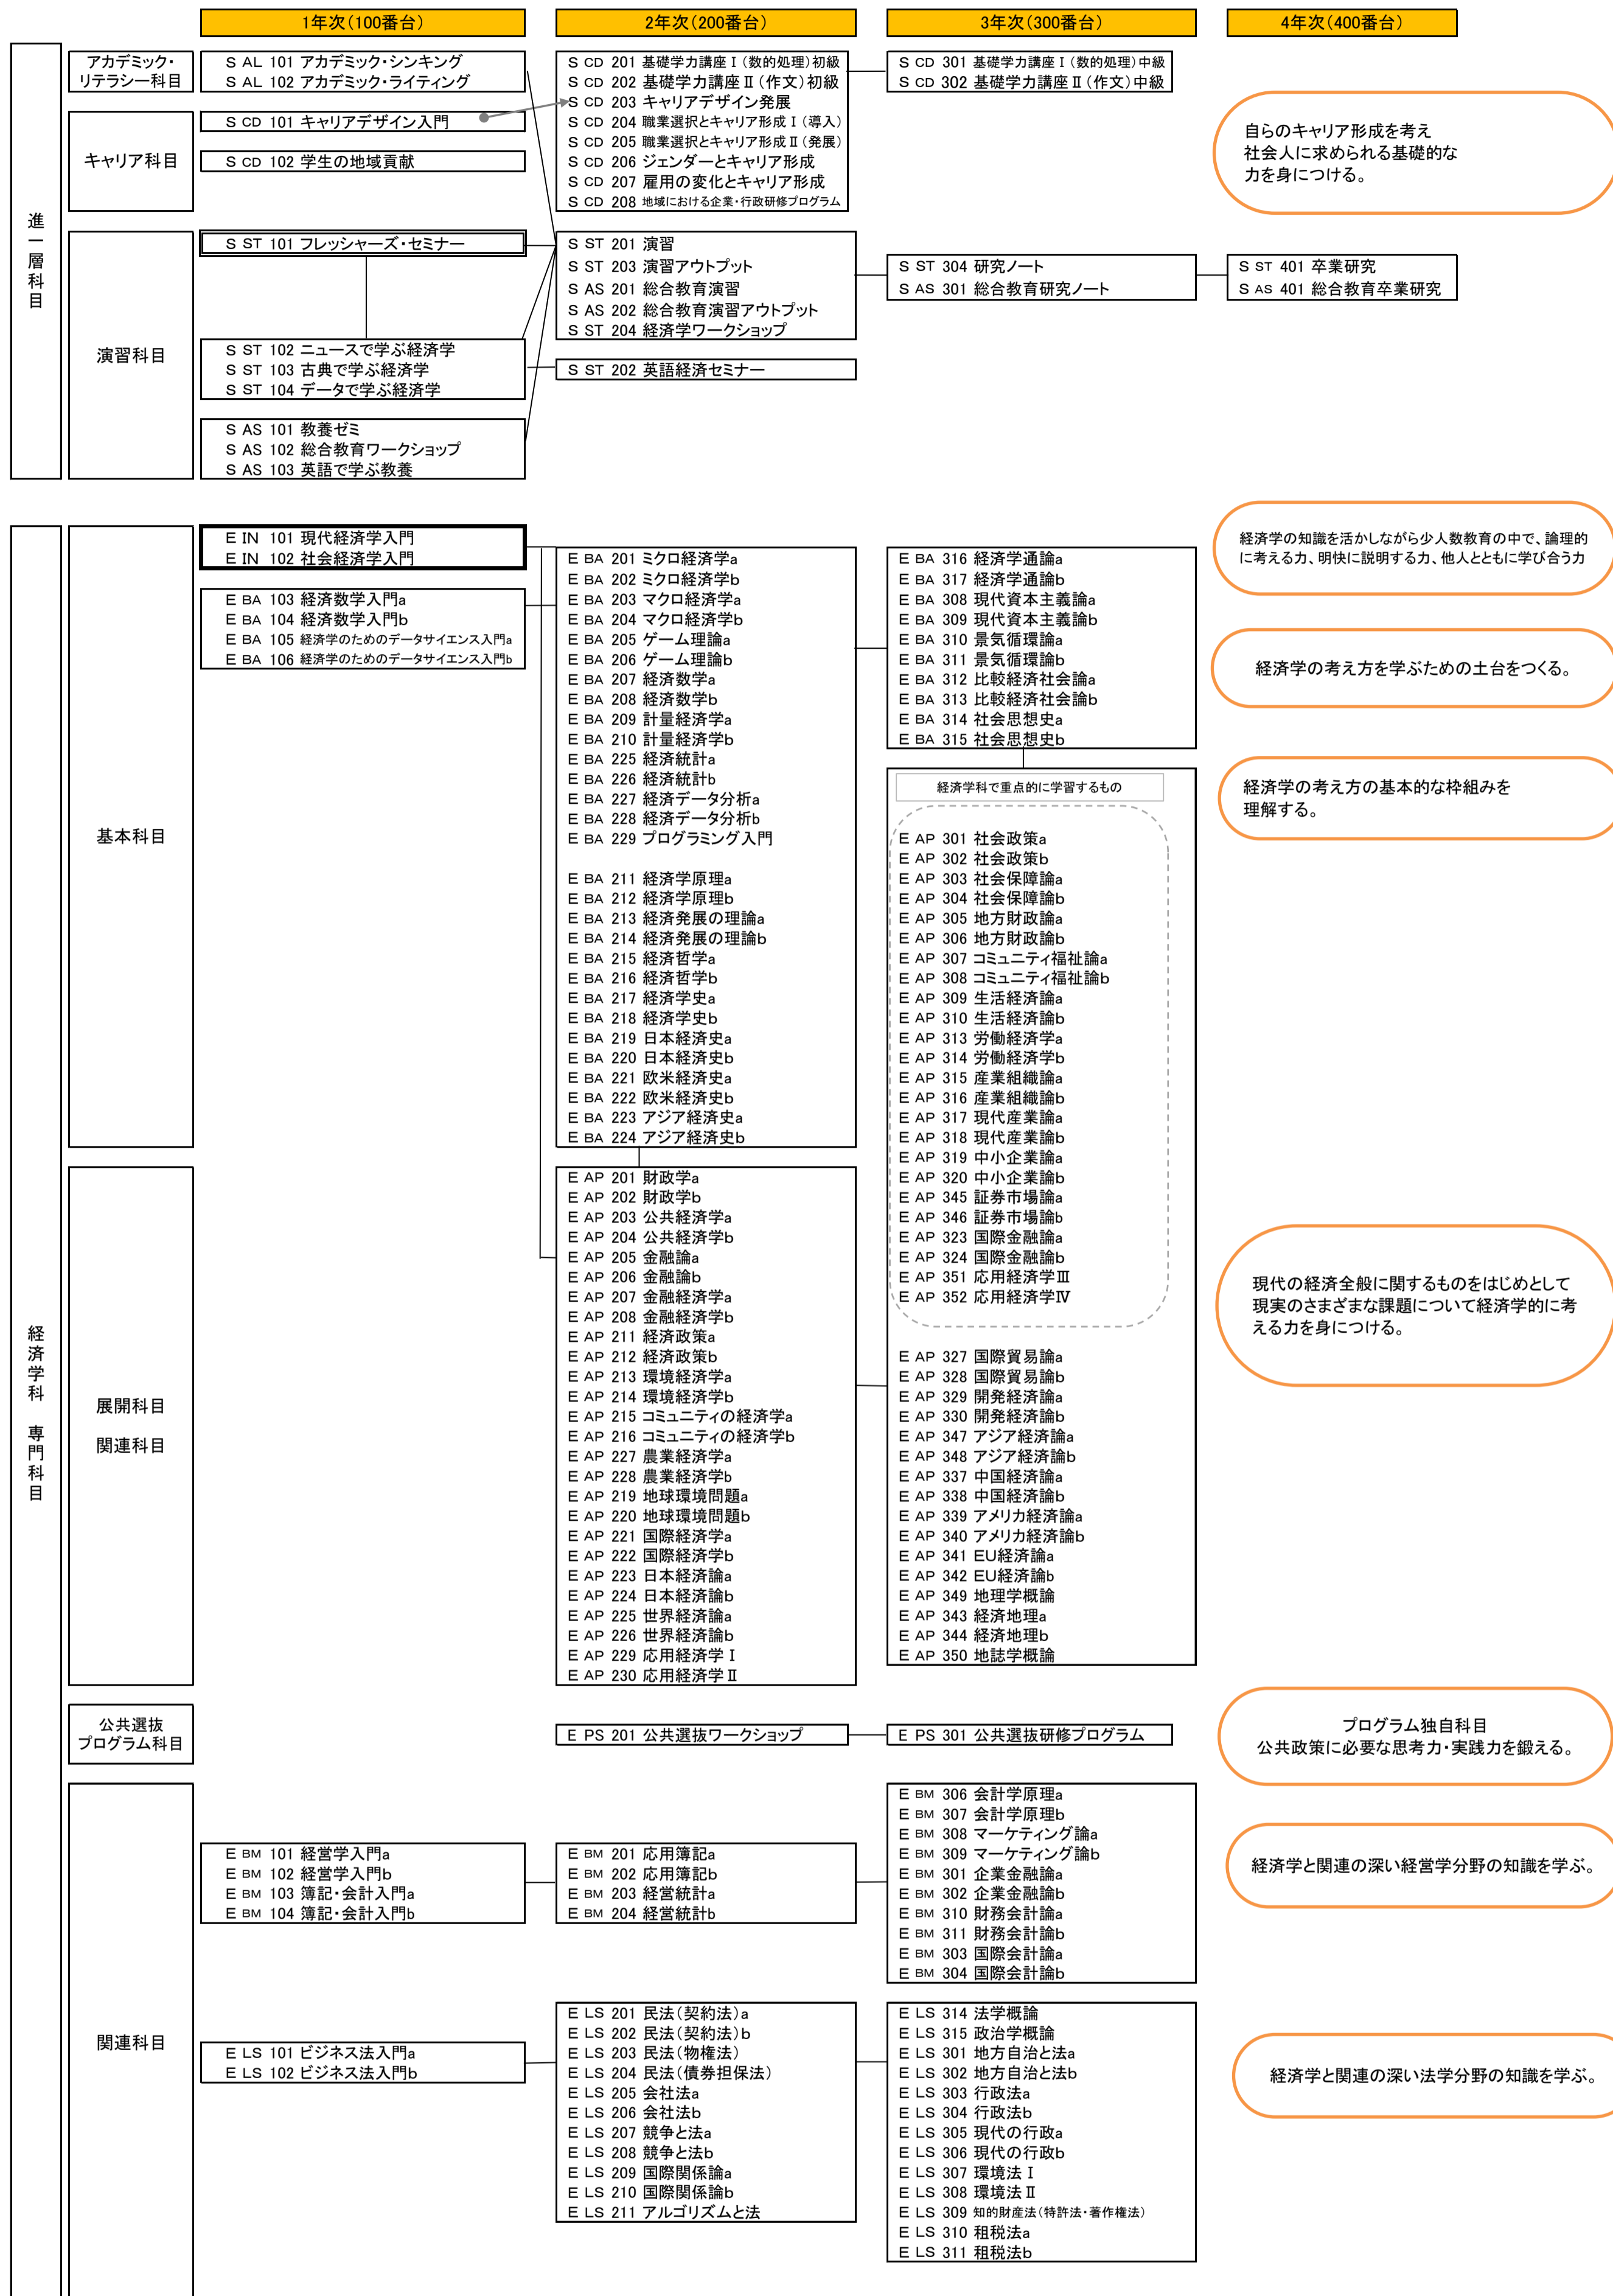 1年次(100番台)
2年次(200番台)
3年次(300番台)
4年次(400番台)
進一層科目
アカデミック・
リテラシー科目
S AL 101 アカデミック・シンキング
S AL 102 アカデミック・ライティング
キャリア科目
S CD 101 キャリアデザイン入門
S CD 102 学生の地域貢献
S CD 201 基礎学力講座Ⅰ(数的処理)初級
S CD 202 基礎学力講座Ⅱ(作文)初級
S CD 203 キャリアデザイン発展
S CD 204 職業選択とキャリア形成Ⅰ(導入)
S CD 205 職業選択とキャリア形成Ⅱ(発展)
S CD 206 ジェンダーとキャリア形成
S CD 207 雇用の変化とキャリア形成
S CD 208 地域における企業・行政研修プログラム
S CD 301 基礎学力講座Ⅰ(数的処理)中級
S CD 302 基礎学力講座Ⅱ(作文)中級
自らのキャリア形成を考え
社会人に求められる基礎的な
力を身につける。
演習科目
S ST 101 フレッシャーズ・セミナー
S ST 102 ニュースで学ぶ経済学
S ST 103 古典で学ぶ経済学
S ST 104 データで学ぶ経済学
S AS 101 教養ゼミ
S AS 102 総合教育ワークショップ
S AS 103 英語で学ぶ教養
S ST 201 演習
S ST 203 演習アウトプット
S AS 201 総合教育演習
S AS 202 総合教育演習アウトプット
S ST 204 経済学ワークショップ
S ST 202 英語経済セミナー
S ST 304 研究ノート
S AS 301 総合教育研究ノート
S ST 401 卒業研究
S AS 401 総合教育卒業研究
経済学の知識を活かしながら少人数教育の中で、論理的
に考える力、明快に説明する力、他人とともに学び合う力
経済学科 専門科目
基本科目
E IN 101 現代経済学入門
E IN 102 社会経済学入門
E BA 103 経済数学入門a
E BA 104 経済数学入門b
E BA 105 経済学のためのデータサイエンス入門a
E BA 106 経済学のためのデータサイエンス入門b
E BA 201 ミクロ経済学a
E BA 202 ミクロ経済学b
E BA 203 マクロ経済学a
E BA 204 マクロ経済学b
E BA 205 ゲーム理論a
E BA 206 ゲーム理論b
E BA 207 経済数学a
E BA 208 経済数学b
E BA 209 計量経済学a
E BA 210 計量経済学b
E BA 225 経済統計a
E BA 226 経済統計b
E BA 227 経済データ分析a
E BA 228 経済データ分析b
E BA 229 プログラミング入門
E BA 211 経済学原理a
E BA 212 経済学原理b
E BA 213 経済発展の理論a
E BA 214 経済発展の理論b
E BA 215 経済哲学a
E BA 216 経済哲学b
E BA 217 経済学史a
E BA 218 経済学史b
E BA 219 日本経済史a
E BA 220 日本経済史b
E BA 221 欧米経済史a
E BA 222 欧米経済史b
E BA 223 アジア経済史a
E BA 224 アジア経済史b
E BA 316 経済学通論a
E BA 317 経済学通論b
E BA 308 現代資本主義論a
E BA 309 現代資本主義論b
E BA 310 景気循環論a
E BA 311 景気循環論b
E BA 312 比較経済社会論a
E BA 313 比較経済社会論b
E BA 314 社会思想史a
E BA 315 社会思想史b
経済学の考え方を学ぶための土台をつくる。
経済学の考え方の基本的な枠組みを
理解する。
展開科目
関連科目
E AP 201 財政学a
E AP 202 財政学b
E AP 203 公共経済学a
E AP 204 公共経済学b
E AP 205 金融論a
E AP 206 金融論b
E AP 207 金融経済学a
E AP 208 金融経済学b
E AP 211 経済政策a
E AP 212 経済政策b
E AP 213 環境経済学a
E AP 214 環境経済学b
E AP 215 コミュニティの経済学a
E AP 216 コミュニティの経済学b
E AP 227 農業経済学a
E AP 228 農業経済学b
E AP 219 地球環境問題a
E AP 220 地球環境問題b
E AP 221 国際経済学a
E AP 222 国際経済学b
E AP 223 日本経済論a
E AP 224 日本経済論b
E AP 225 世界経済論a
E AP 226 世界経済論b
E AP 229 応用経済学Ⅰ
E AP 230 応用経済学Ⅱ
経済学科で重点的に学習するもの
E AP 301 社会政策a
E AP 302 社会政策b
E AP 303 社会保障論a
E AP 304 社会保障論b
E AP 305 地方財政論a
E AP 306 地方財政論b
E AP 307 コミュニティ福祉論a
E AP 308 コミュニティ福祉論b
E AP 309 生活経済論a
E AP 310 生活経済論b
E AP 313 労働経済学a
E AP 314 労働経済学b
E AP 315 産業組織論a
E AP 316 産業組織論b
E AP 317 現代産業論a
E AP 318 現代産業論b
E AP 319 中小企業論a
E AP 320 中小企業論b
E AP 345 証券市場論a
E AP 346 証券市場論b
E AP 323 国際金融論a
E AP 324 国際金融論b
E AP 351 応用経済学Ⅲ
E AP 352 応用経済学Ⅳ
E AP 327 国際貿易論a
E AP 328 国際貿易論b
E AP 329 開発経済論a
E AP 330 開発経済論b
E AP 347 アジア経済論a
E AP 348 アジア経済論b
E AP 337 中国経済論a
E AP 338 中国経済論b
E AP 339 アメリカ経済論a
E AP 340 アメリカ経済論b
E AP 341 EU経済論a
E AP 342 EU経済論b
E AP 349 地理学概論
E AP 343 経済地理a
E AP 344 経済地理b
E AP 350 地誌学概論
現代の経済全般に関するものをはじめとして
現実のさまざまな課題について経済学的に考
える力を身につける。
公共選抜
プログラム科目
E PS 201 公共選抜ワークショップ
E PS 301 公共選抜研修プログラム
プログラム独自科目
公共政策に必要な思考力・実践力を鍛える。
関連科目
E BM 101 経営学入門a
E BM 102 経営学入門b
E BM 103 簿記・会計入門a
E BM 104 簿記・会計入門b
E BM 201 応用簿記a
E BM 202 応用簿記b
E BM 203 経営統計a
E BM 204 経営統計b
E BM 306 会計学原理a
E BM 307 会計学原理b
E BM 308 マーケティング論a
E BM 309 マーケティング論b
E BM 301 企業金融論a
E BM 302 企業金融論b
E BM 310 財務会計論a
E BM 311 財務会計論b
E BM 303 国際会計論a
E BM 304 国際会計論b
経済学と関連の深い経営学分野の知識を学ぶ。
E LS 101 ビジネス法入門a
E LS 102 ビジネス法入門b
E LS 201 民法(契約法)a
E LS 202 民法(契約法)b
E LS 203 民法(物権法)
E LS 204 民法(債券担保法)
E LS 205 会社法a
E LS 206 会社法b
E LS 207 競争と法a
E LS 208 競争と法b
E LS 209 国際関係論a
E LS 210 国際関係論b
E LS 211 アルゴリズムと法
E LS 314 法学概論
E LS 315 政治学概論
E LS 301 地方自治と法a
E LS 302 地方自治と法b
E LS 303 行政法a
E LS 304 行政法b
E LS 305 現代の行政a
E LS 306 現代の行政b
E LS 307 環境法Ⅰ
E LS 308 環境法Ⅱ
E LS 309 知的財産法(特許法・著作権法)
E LS 310 租税法a
E LS 311 租税法b
経済学と関連の深い法学分野の知識を学ぶ。